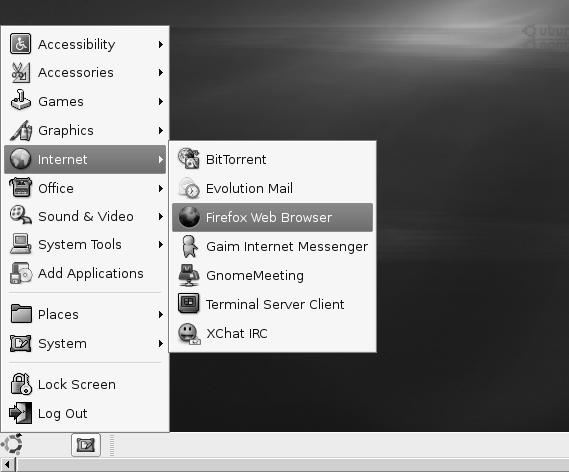 Accessibility
Accessories
Games
Graphics
Internet
Office
Sound & Video
System Tools
Add Applications
Places
System
Lock Screen
Log Out
BitTorrent
Evolution Mail
Firefox Web Browser
Gaim Internet Messenger
GnomeMeeting
Terminal Server Client
XChat IRC